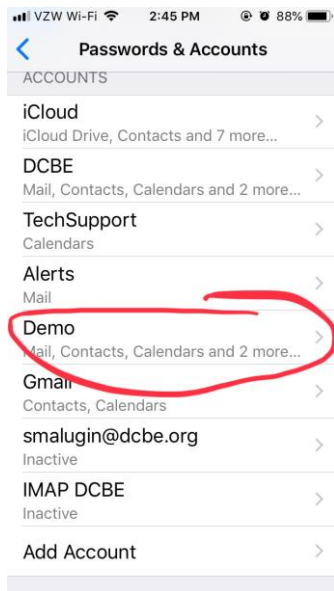 VZW Wi-Fi 2:45 PM 88%
Passwords & Accounts
ACCOUNTS
iCloud
iCloud Drive, Contacts and 7 more...
DCBE
Mail, Contacts, Calendars and 2 more...
TechSupport
Calendars
Alerts
Mail
Demo
Mail, Contacts, Calendars and 2 more...
Gmail
Contacts, Calendars
smalugin@dcbe.org
Inactive
IMAP DCBE
Inactive
Add Account